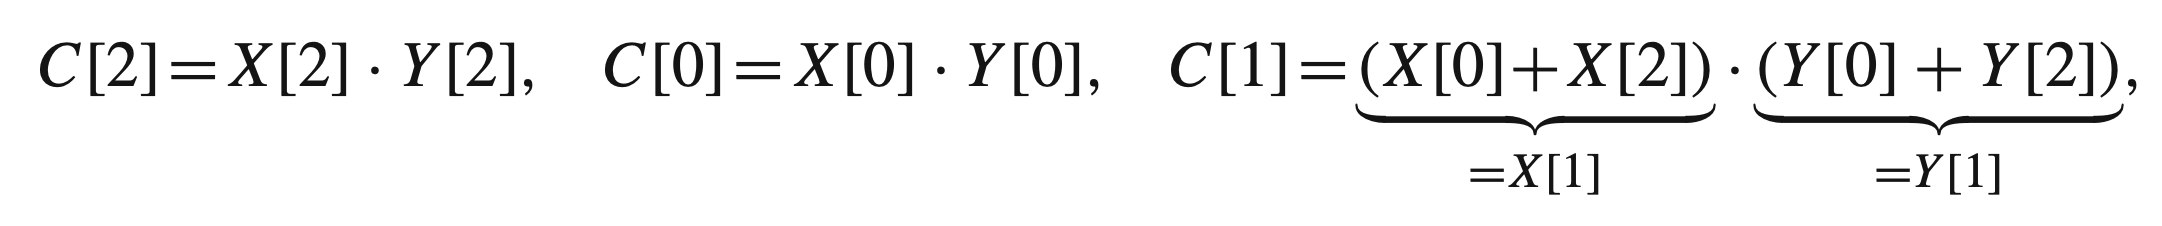 C[2]=X[2] · Y[2], C[0]=X[0] · Y[0], C[1]=(X[0]+X[2]) · (Y[0] + Y[2]),
=X[1] =Y[1]